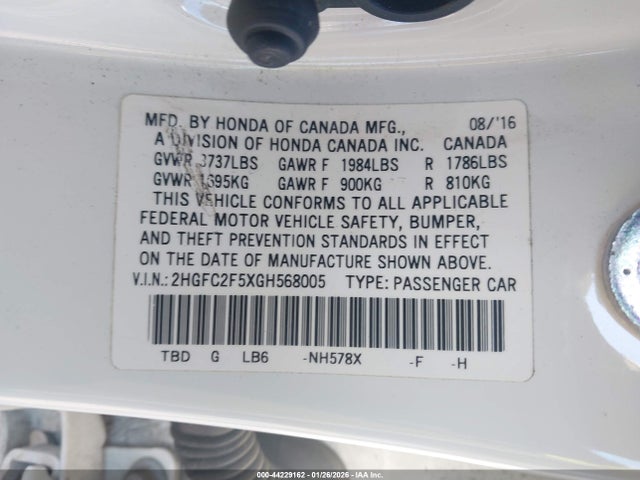 MFD. BY HONDA OF CANADA MFG., 08/'16
A DIVISION OF HONDA CANADA INC. CANADA
GVWR 3737LBS GAWR F 1984LBS R 1786LBS
GVWR 1695KG GAWR F 900KG R 810KG
THIS VEHICLE CONFORMS TO ALL APPLICABLE
FEDERAL MOTOR VEHICLE SAFETY, BUMPER,
AND THEFT PREVENTION STANDARDS IN EFFECT
ON THE DATE OF MANUFACTURE SHOWN ABOVE.
V.I.N.: 2HGFC2F5XGH568005 TYPE: PASSENGER CAR
TBD G LB6 -NH578X -F -H
000-44229162 - 01/26/2026 - IAA Inc.